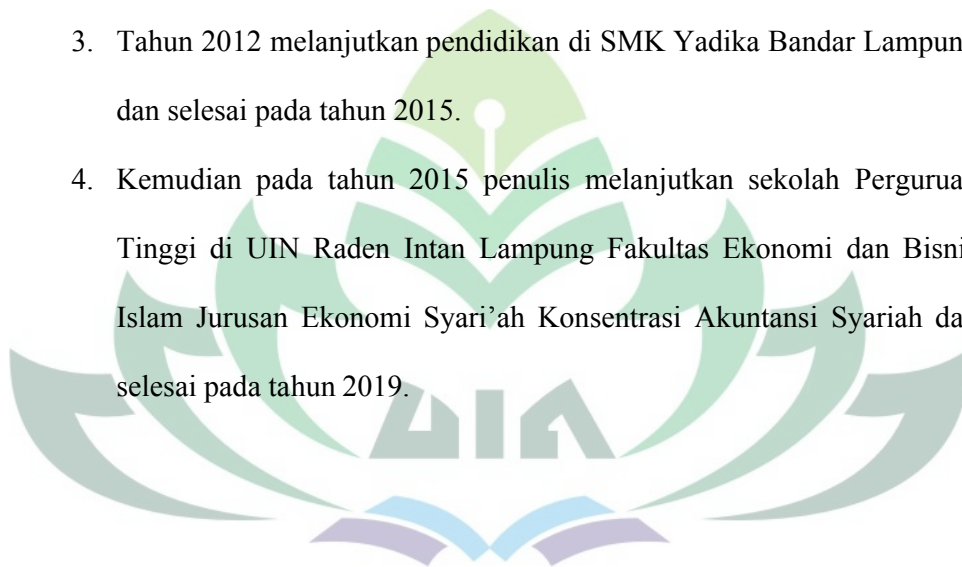 3. Tahun 2012 melanjutkan pendidikan di SMK Yadika Bandar Lampun
dan selesai pada tahun 2015.
4. Kemudian pada tahun 2015 penulis melanjutkan sekolah Pergurua
Tinggi di UIN Raden Intan Lampung Fakultas Ekonomi dan Bisni
Islam Jurusan Ekonomi Syari’ah Konsentrasi Akuntansi Syariah da
selesai pada tahun 2019.
UIN